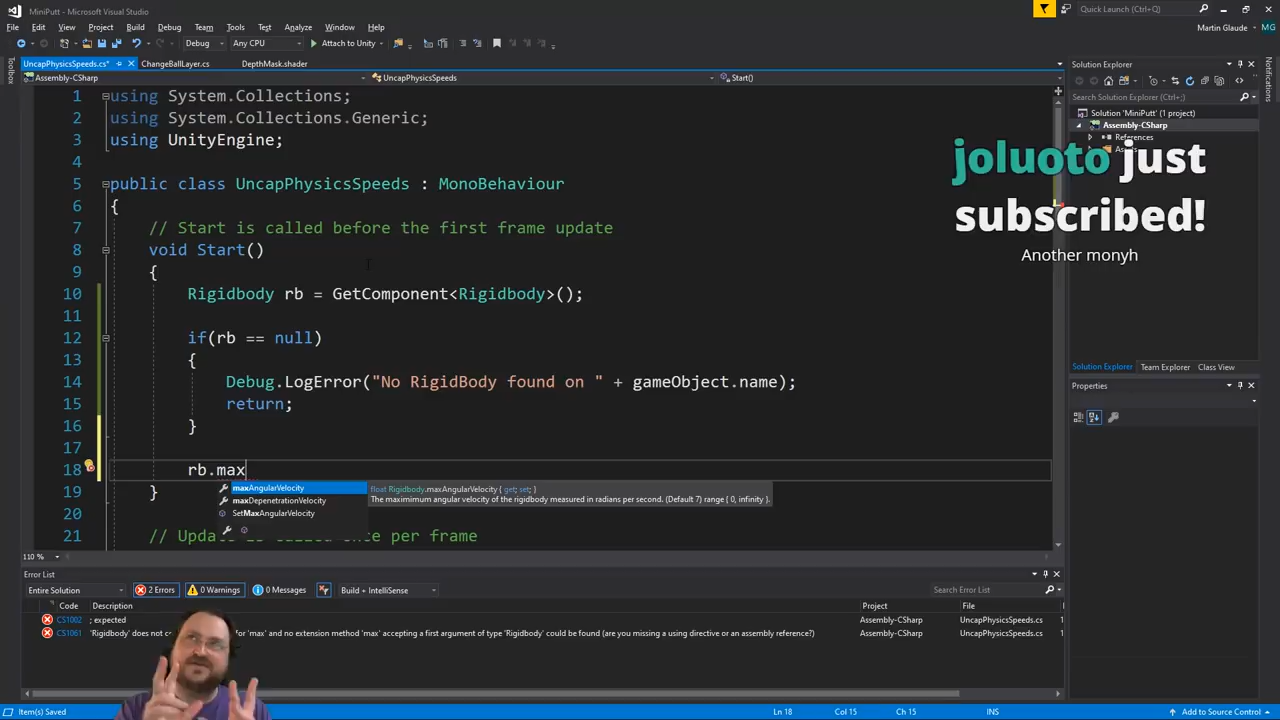 MiniPutt - Microsoft Visual Studio
Quick Launch (Ctrl+Q)
File Edit View Project Build Debug Team Tools Test Analyze Window Help
Martin Glaude MG
Debug Any CPU Attach to Unity
Toolbox
UncapPhysicsSpeeds.cs* ChangeBallLayer.cs DepthMask.shader
Assembly-CSharp UncapPhysicsSpeeds Start()
1 using System.Collections;
2 using System.Collections.Generic;
3 using UnityEngine;
4
5 public class UncapPhysicsSpeeds : MonoBehaviour
6 {
7 // Start is called before the first frame update
8 void Start()
9 {
10 Rigidbody rb = GetComponent<Rigidbody>();
11
12 if(rb == null)
13 {
14 Debug.LogError("No RigidBody found on " + gameObject.name);
15 return;
16 }
17
18 rb.max
19 }
20
21 // Update is called once per frame
maxAngularVelocity
maxDepenetrationVelocity
SetMaxAngularVelocity
float Rigidbody.maxAngularVelocity { get; set; }
The maximimum angular velocity of the rigidbody measured in radians per second. (Default 7) range { 0, infinity }.
110 %
Solution Explorer
Search Solution Explorer (Ctrl+;)
Solution 'MiniPutt' (1 project)
Assembly-CSharp
References
joluoto just
subscribed!
Another monyh
Solution Explorer Team Explorer Class View
Properties
Notifications
Error List
Entire Solution 2 Errors 0 Warnings 0 Messages Build + IntelliSense
Search Error List
Code Description Project File
CS1002 ; expected Assembly-CSharp UncapPhysicsSpeeds.cs 1
CS1061 'Rigidbody' does not for 'max' and no extension method 'max' accepting a first argument of type 'Rigidbody' could be found (are you missing a using directive or an assembly reference?) Assembly-CSharp UncapPhysicsSpeeds.cs 1
Item(s) Saved Ln 18 Col 15 Ch 15 INS Add to Source Control